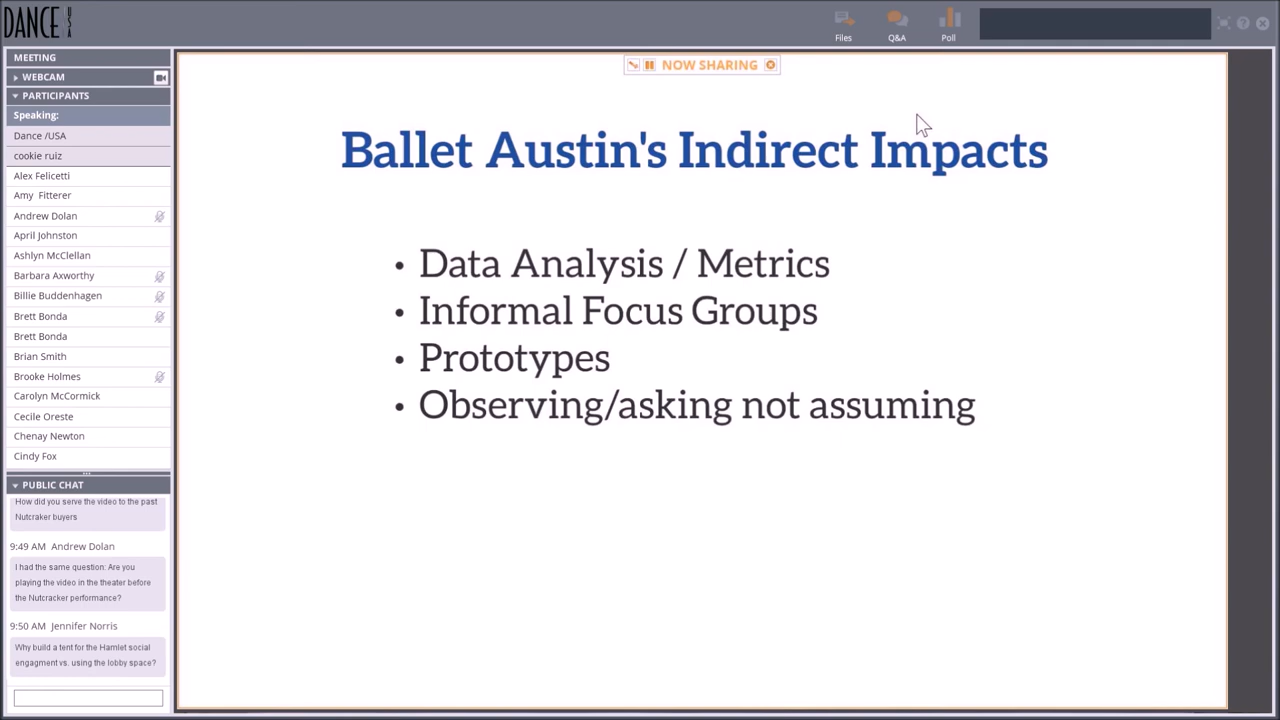 DANCE USA
Files
Q&A
Poll
MEETING
WEBCAM
PARTICIPANTS
Speaking:
Dance /USA
cookie ruiz
Alex Felicetti
Amy Fitterer
Andrew Dolan
April Johnston
Ashlyn McClellan
Barbara Axworthy
Billie Buddenhagen
Brett Bonda
Brett Bonda
Brian Smith
Brooke Holmes
Carolyn McCormick
Cecile Oreste
Chenay Newton
Cindy Fox
PUBLIC CHAT
How did you serve the video to the past
Nutcraker buyers
9:49 AM Andrew Dolan
I had the same question: Are you
playing the video in the theater before
the Nutcracker performance?
9:50 AM Jennifer Norris
Why build a tent for the Hamlet social
engagment vs. using the lobby space?
NOW SHARING
Ballet Austin's Indirect Impacts
• Data Analysis / Metrics
• Informal Focus Groups
• Prototypes
• Observing/asking not assuming